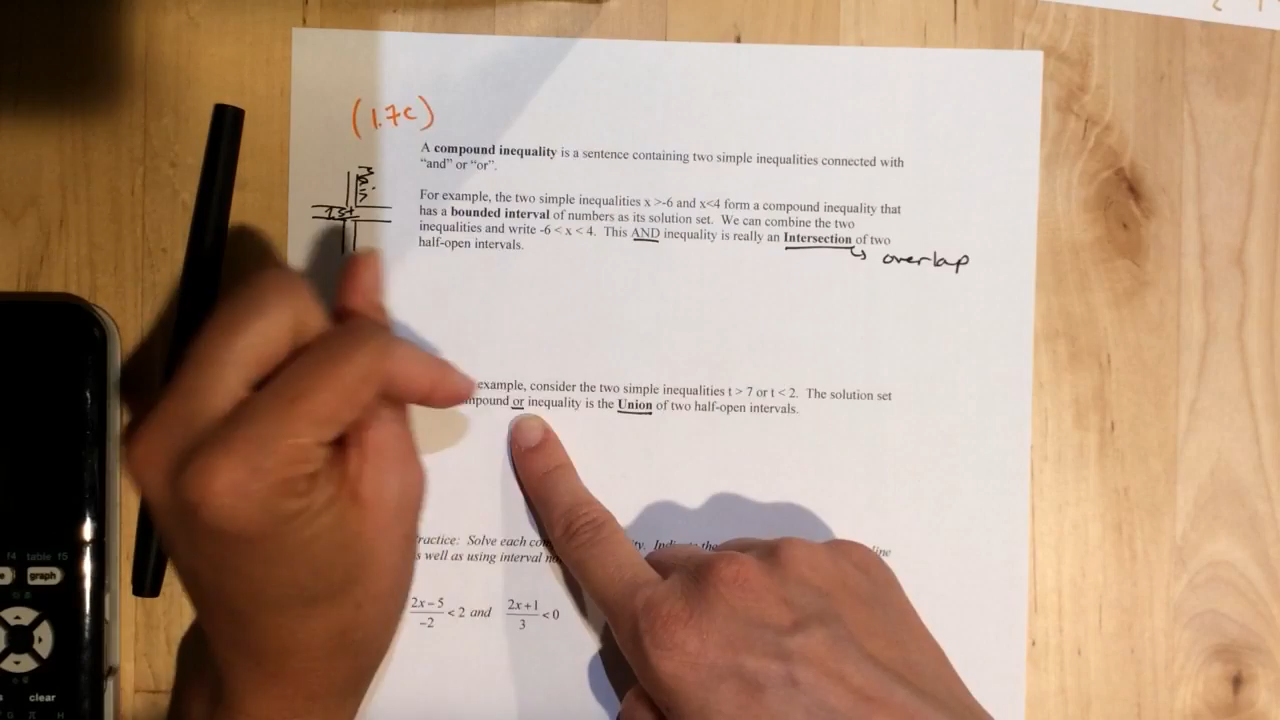 (1.7c)
A compound inequality is a sentence containing two simple inequalities connected with
"and" or "or".
Main
1st
For example, the two simple inequalities x >-6 and x<4 form a compound inequality that
has a bounded interval of numbers as its solution set. We can combine the two
inequalities and write -6 < x < 4. This AND inequality is really an Intersection of two
half-open intervals.
overlap
example, consider the two simple inequalities t > 7 or t < 2. The solution set
or inequality is the Union of two half-open intervals.
Solve each
well as using interval
2x-5/-2 < 2 and 2x+1/3 < 0
f4 table f5
graph
clear